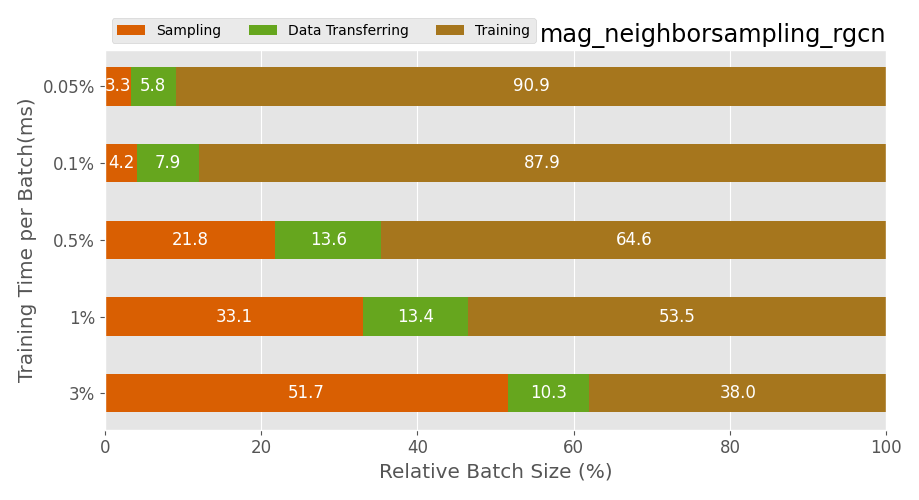 Sampling Data Transferring Training
mag_neighborsampling_rgcn
Training Time per Batch(ms)
0.05% 3.3 5.8 90.9
0.1% 4.2 7.9 87.9
0.5% 21.8 13.6 64.6
1% 33.1 13.4 53.5
3% 51.7 10.3 38.0
0 20 40 60 80 100
Relative Batch Size (%)